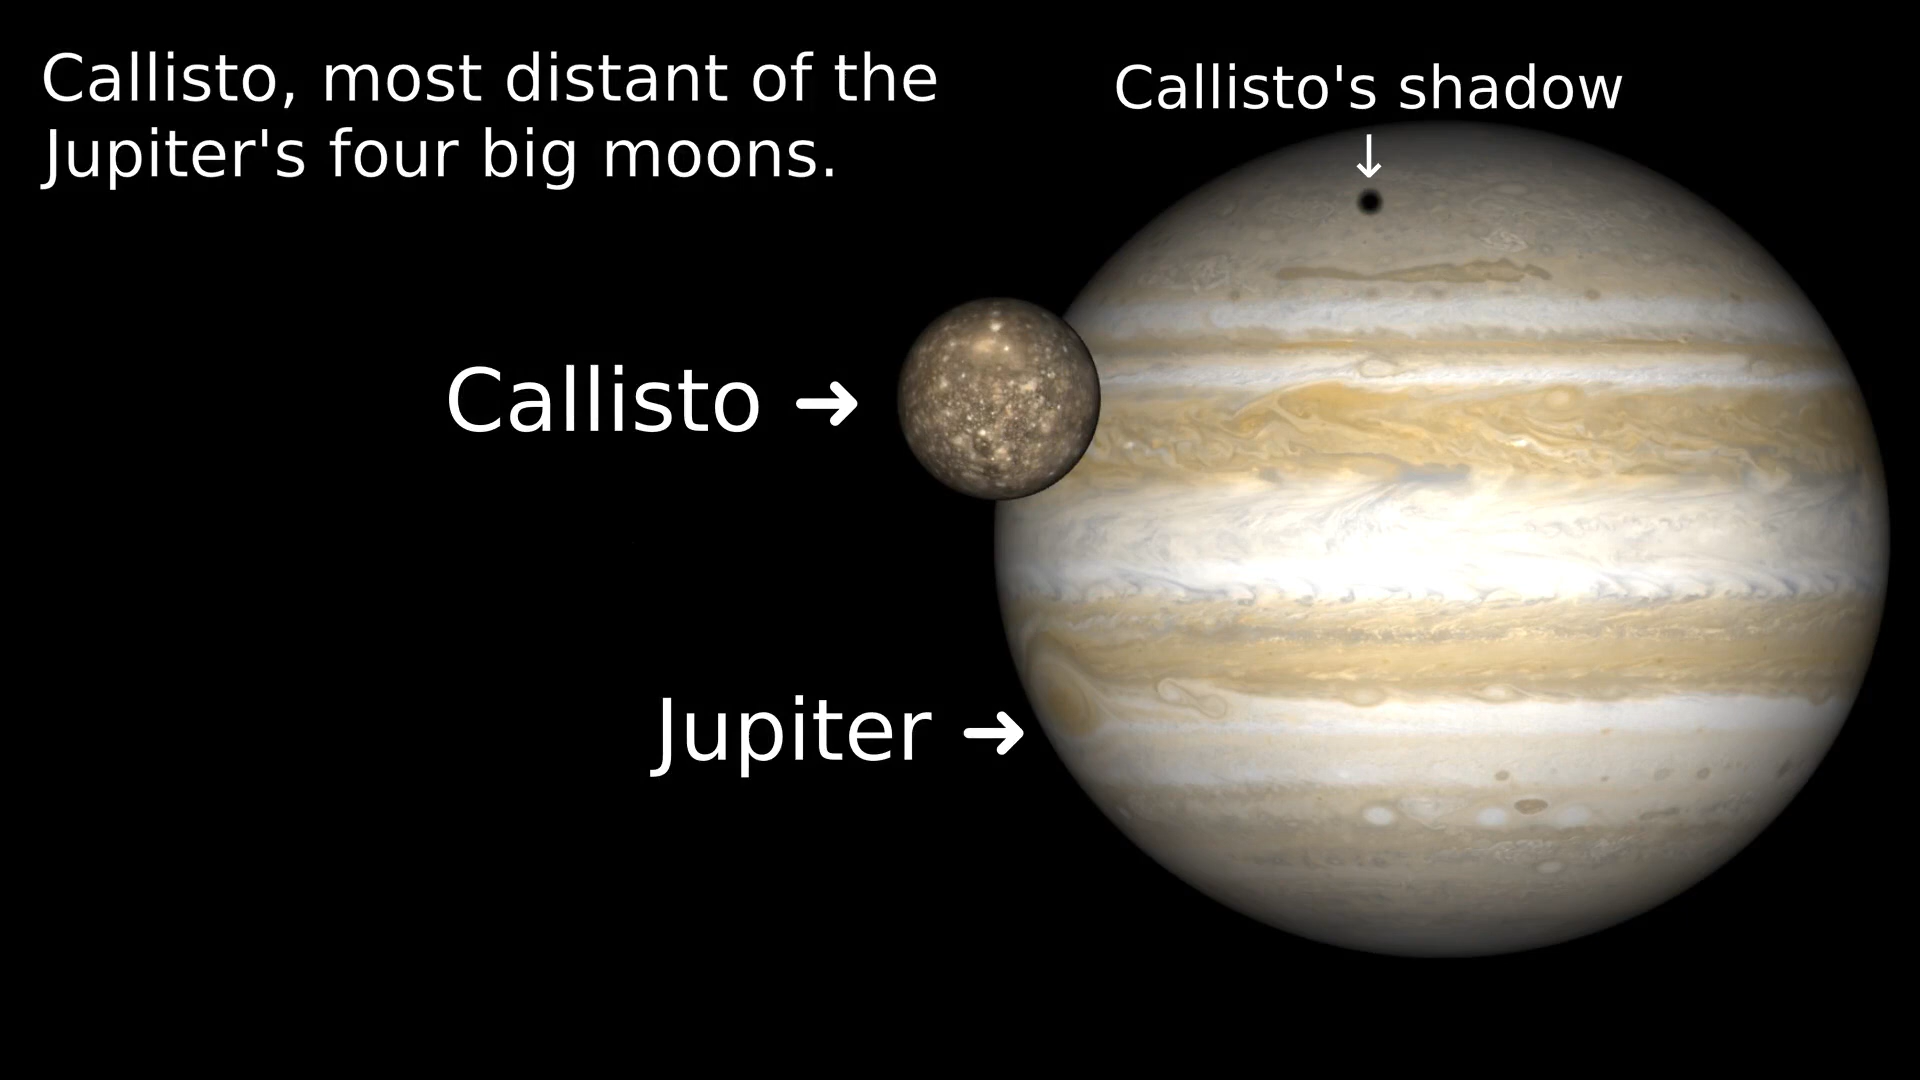 Callisto, most distant of the
Jupiter's four big moons.
Callisto's shadow
↓
Callisto ➜
Jupiter ➜